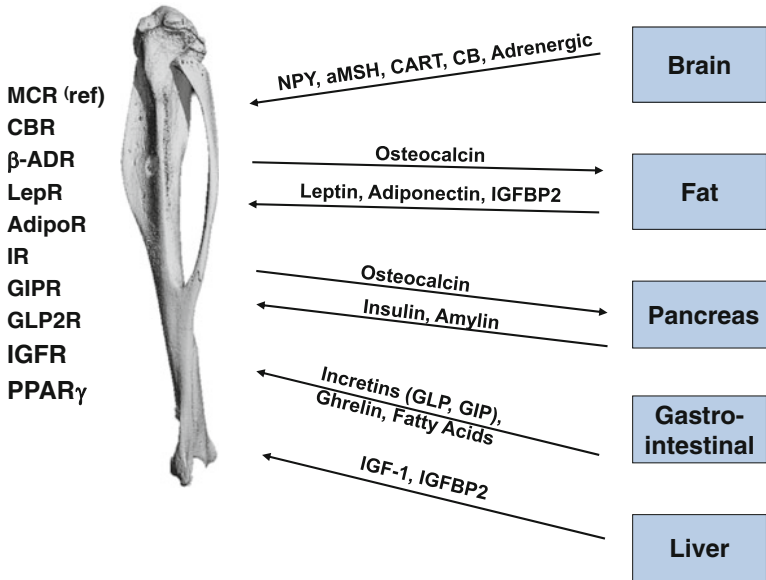 MCR (ref)
CBR
β-ADR
LepR
AdipoR
IR
GIPR
GLP2R
IGFR
PPARγ
NPY, aMSH, CART, CB, Adrenergic
Brain
Osteocalcin
Leptin, Adiponectin, IGFBP2
Fat
Osteocalcin
Insulin, Amylin
Pancreas
Incretins (GLP, GIP),
Ghrelin, Fatty Acids
Gastro-
intestinal
IGF-1, IGFBP2
Liver